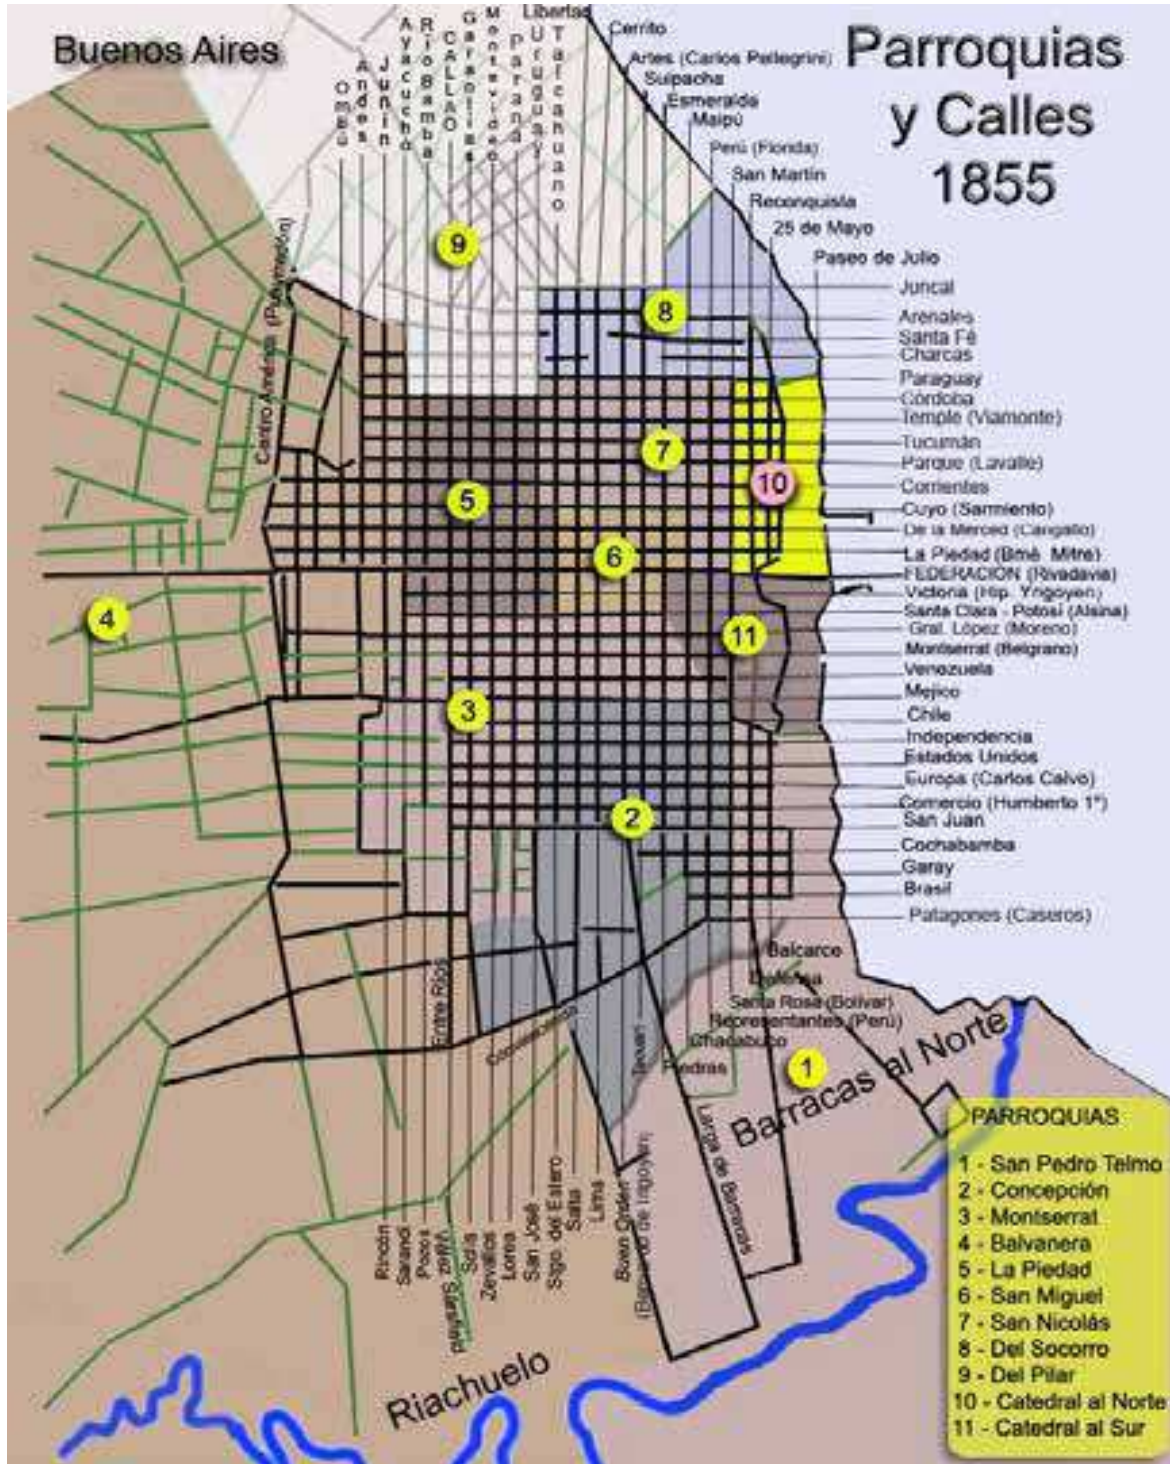 Buenos Aires
Parroquias
y Calles
1855
Ombú
Andes
Junín
Ayacucho
Rio Bamba
CALLAO
Garantias
Montevideo
Paraná
Uruguay
Talcahuano
Libertad
Cerrito
Artes (Carlos Pellegrini)
Suipacha
Esmeralda
Maipú
Perú (Florida)
San Martín
Reconquista
25 de Mayo
Paseo de Julio
Juncal
Arenales
Santa Fé
Charcas
Paraguay
Córdoba
Temple (Viamonte)
Tucumán
Parque (Lavalle)
Corrientes
Cuyo (Sarmiento)
De la Merced (Cangallo)
La Piedad (Bmé. Mitre)
FEDERACIÓN (Rivadavia)
Victoria (Hip. Yrigoyen)
Santa Clara - Potosí (Alsina)
Gral. López (Moreno)
Montserrat (Belgrano)
Venezuela
Mejico
Chile
Independencia
Estados Unidos
Europa (Carlos Calvo)
Comercio (Humberto 1°)
San Juan
Cochabamba
Garay
Brasil
Patagones (Caseros)
Centro América (Pueyrredón)
9
8
7
10
5
6
4
11
3
2
1
Balcarce
Defensa
Santa Rosa (Bolívar)
Representantes (Perú)
Chacabuco
Piedras
Tacuarí
Entre Ríos
Barracas al Norte
Larga de Barracas
Rincón
Sarandí
Pozos
Solís
Zevallos
Lorea
San José
Stgo. del Estero
Salta
Lima
Buen Orden
(Bernardo de Irigoyen)
Riachuelo
PARROQUIAS
1 - San Pedro Telmo
2 - Concepción
3 - Montserrat
4 - Balvanera
5 - La Piedad
6 - San Miguel
7 - San Nicolás
8 - Del Socorro
9 - Del Pilar
10 - Catedral al Norte
11 - Catedral al Sur